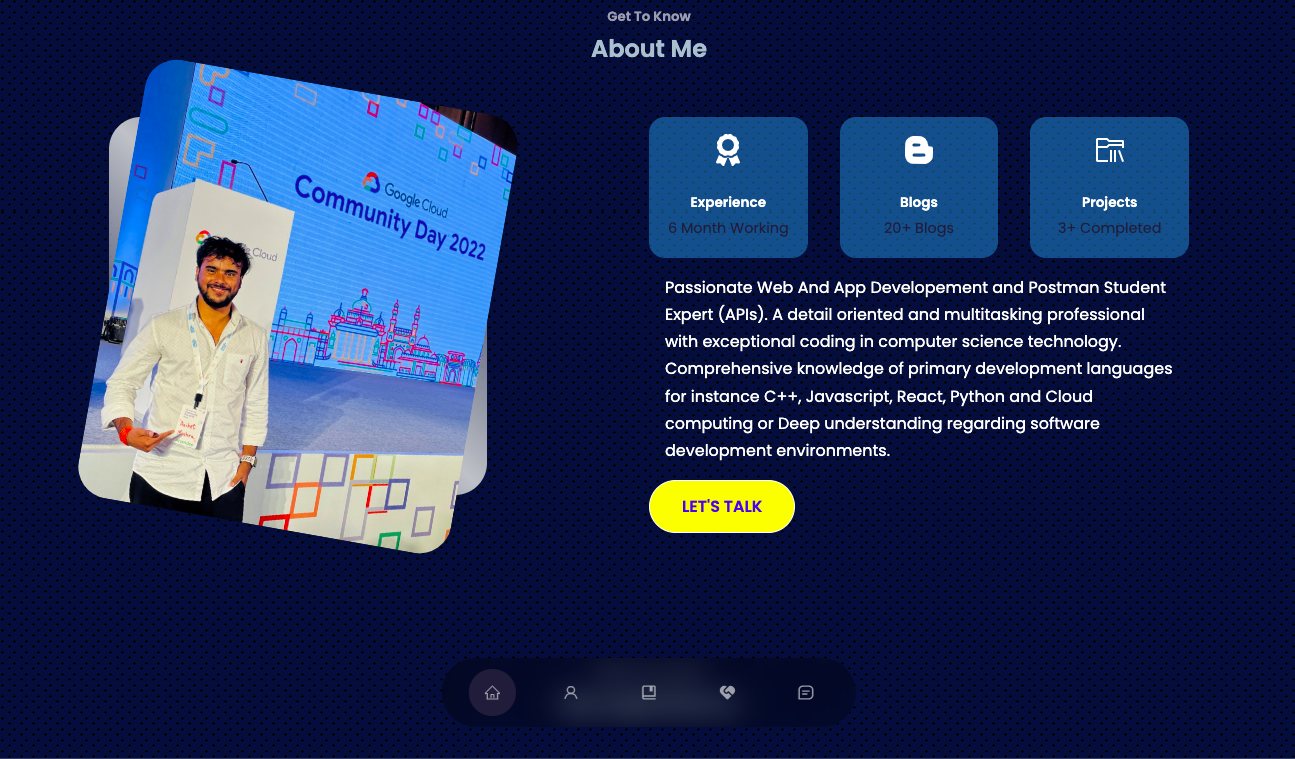 Get To Know
About Me
Google Cloud
Community Day 2022
Cloud
Experience
6 Month Working
Blogs
20+ Blogs
Projects
3+ Completed
Passionate Web And App Developement and Postman Student
Expert (APIs). A detail oriented and multitasking professional
with exceptional coding in computer science technology.
Comprehensive knowledge of primary development languages
for instance C++, Javascript, React, Python and Cloud
computing or Deep understanding regarding software
development environments.
LET'S TALK